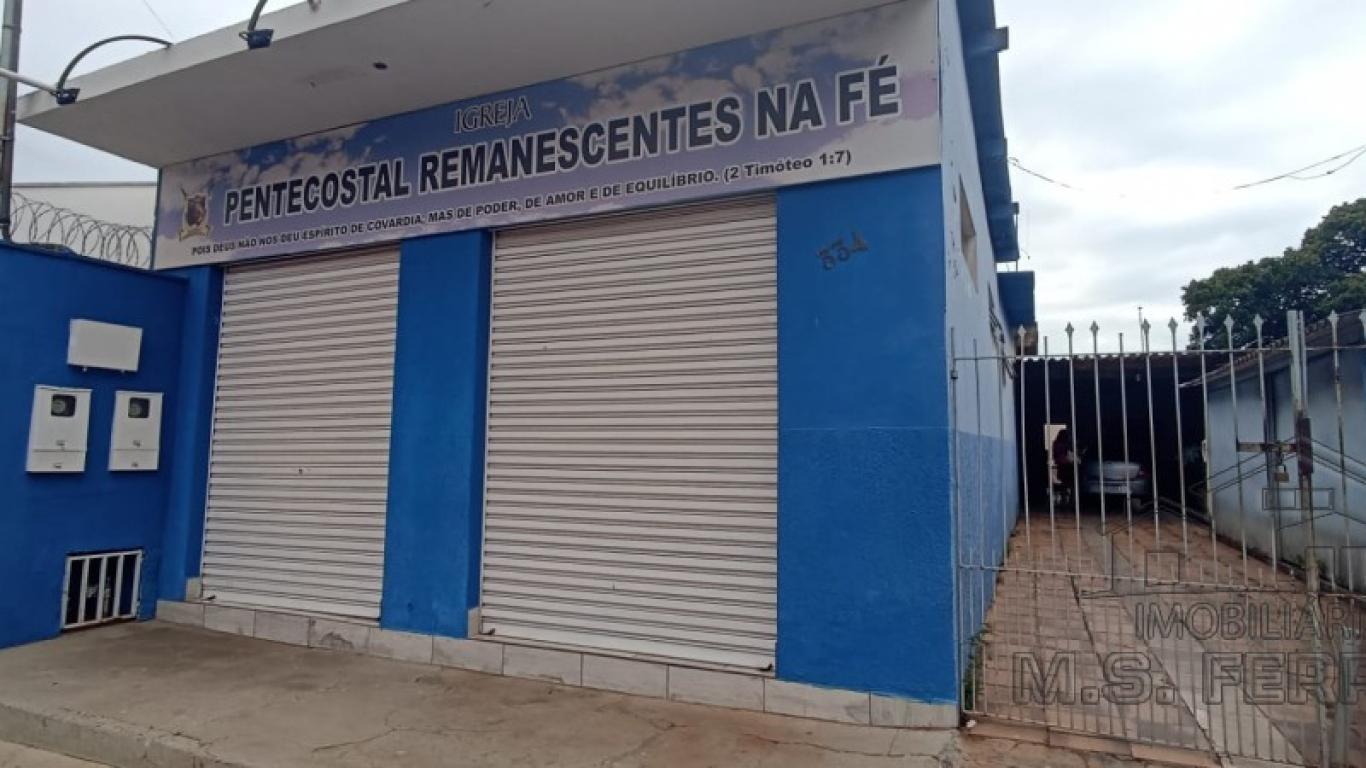 IGREJA
PENTECOSTAL REMANESCENTES NA FÉ
POIS DEUS NÃO NOS DEU ESPÍRITO DE COVARDIA, MAS DE PODER, DE AMOR E DE EQUILÍBRIO. (2 Timóteo 1:7)
334
IMOBILIÁR
M.S. FERR